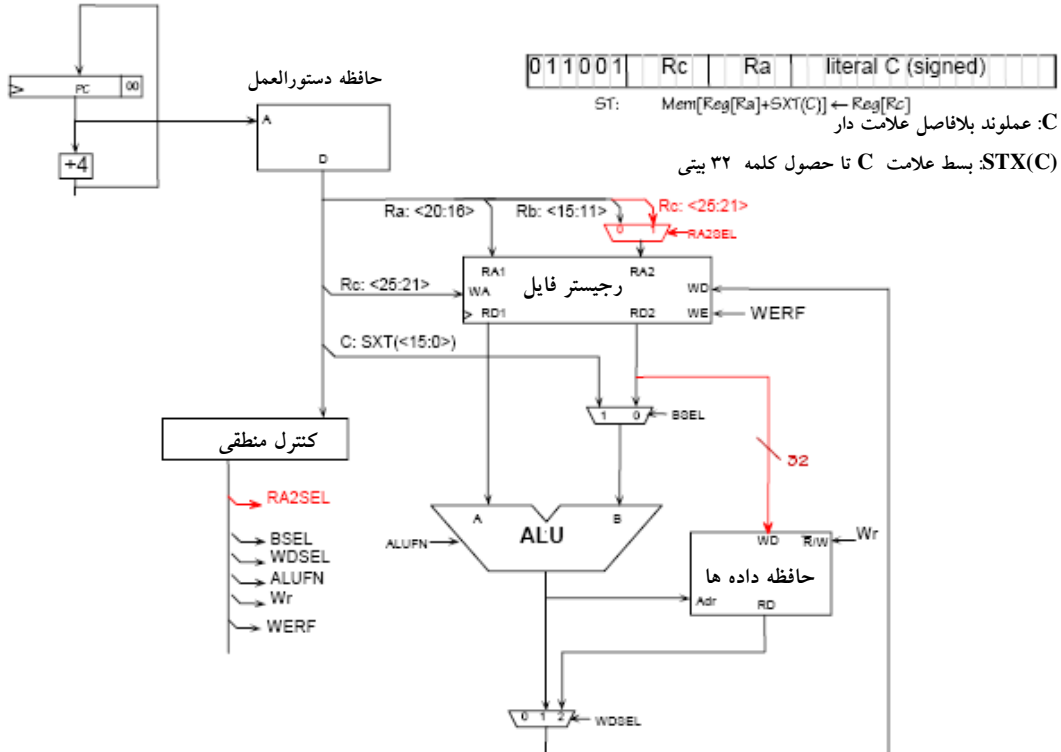 حافظه دستورالعمل
PC 00
+4
A
D
011001 Rc Ra literal C (signed)
ST: Mem[Reg[Ra]+SXT(C)] ← Reg[Rc]
C: عملوند بلافاصل علامت دار
STX(C): بسط علامت C تا حصول کلمه ۳۲ بیتی
Ra: <20:16>
Rb: <15:11>
Rc: <25:21>
0 1
RA2SEL
RA1
RA2
Rc: <25:21>
WA
رجیستر فایل
WD
RD1
RD2
WE
WERF
C: SXT(<15:0>)
1 0
BSEL
کنترل منطقی
32
RA2SEL
BSEL
WDSEL
ALUFN
Wr
WERF
A
B
ALU
ALUFN
WD
R/W
Wr
حافظه داده ها
Adr
RD
0 1 2
WDSEL